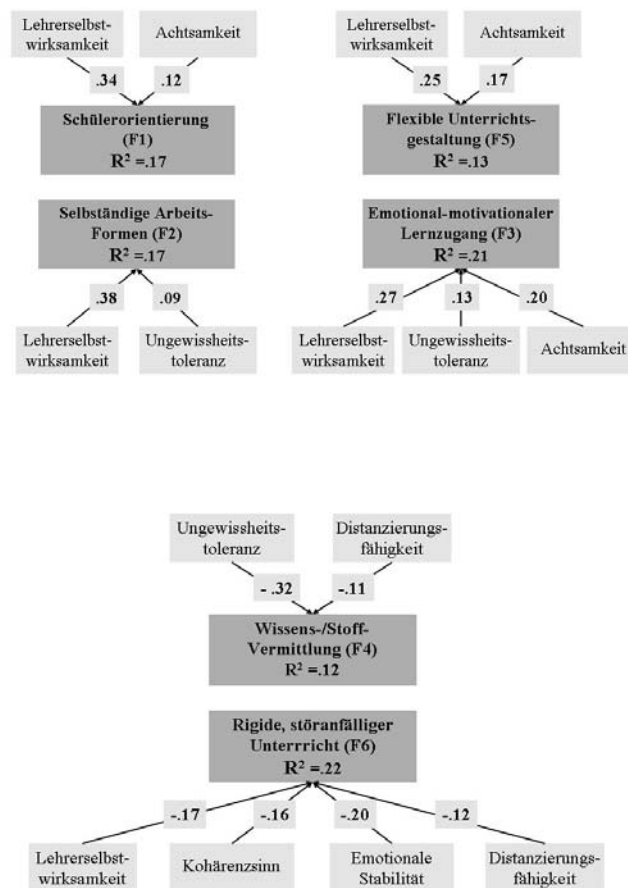 Lehrerselbst-
wirksamkeit
Achtsamkeit
.34
.12
Schülerorientierung
(F1)
R² =.17
Lehrerselbst-
wirksamkeit
Achtsamkeit
.25
.17
Flexible Unterrichts-
gestaltung (F5)
R² =.13
Selbständige Arbeits-
Formen (F2)
R² =.17
.38
.09
Lehrerselbst-
wirksamkeit
Ungewissheits-
toleranz
Emotional-motivationaler
Lernzugang (F3)
R² =.21
.27
.13
.20
Lehrerselbst-
wirksamkeit
Ungewissheits-
toleranz
Achtsamkeit
Ungewissheits-
toleranz
Distanzierungs-
fähigkeit
- .32
-.11
Wissens-/Stoff-
Vermittlung (F4)
R² =.12
Rigide, störanfälliger
Unterrricht (F6)
R² =.22
-.17
-.16
-.20
-.12
Lehrerselbst-
wirksamkeit
Kohärenzsinn
Emotionale
Stabilität
Distanzierungs-
fähigkeit